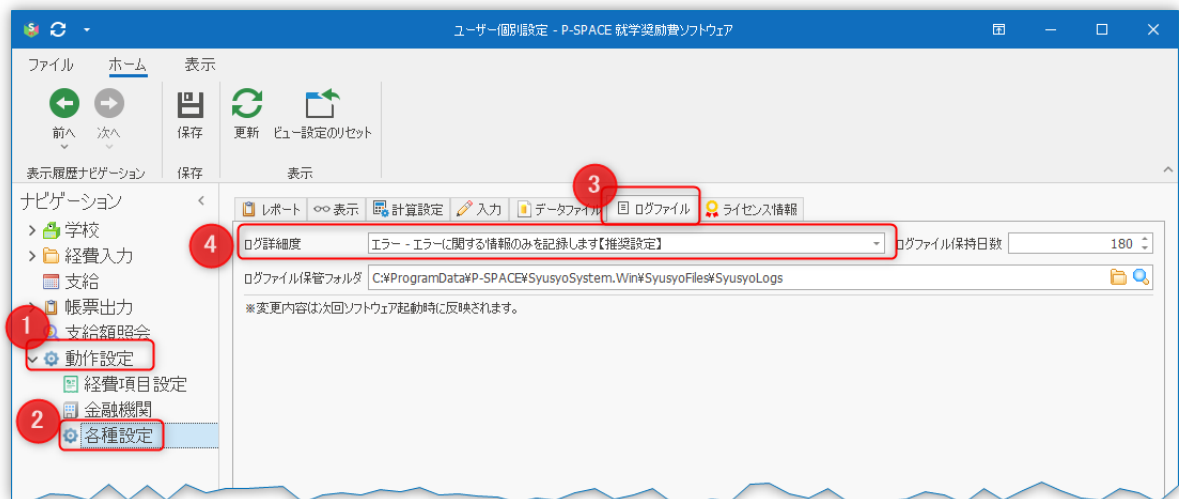 ユーザー個別設定 - P-SPACE 就学奨励費ソフトウェア
ファイル ホーム 表示
前へ 次へ 保存 更新 ビュー設定のリセット
表示履歴ナビゲーション 保存 表示
3
ナビゲーション
レポート 表示 計算設定 入力 データファイル ログファイル ライセンス情報
学校
4
ログ詳細度 エラー - エラーに関する情報のみを記録します【推奨設定】 ログファイル保持日数 180
経費入力
支給
ログファイル保管フォルダ C:¥ProgramData¥P-SPACE¥SyusyoSystem.Win¥SyusyoFiles¥SyusyoLogs
帳票出力
※変更内容は次回ソフトウェア起動時に反映されます。
1
支給額照会
動作設定
経費項目設定
2
金融機関
各種設定